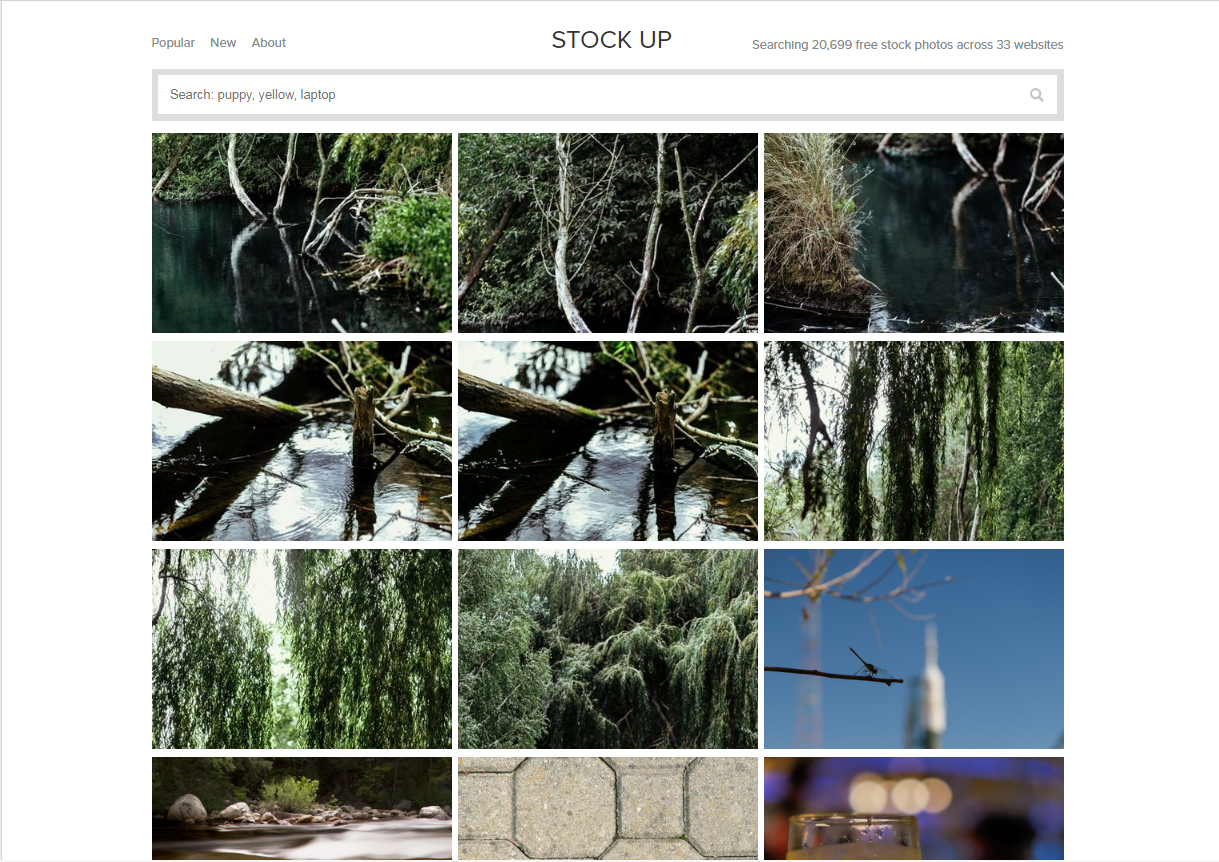 Popular New About
STOCK UP
Searching 20,699 free stock photos across 33 websites
Search: puppy, yellow, laptop